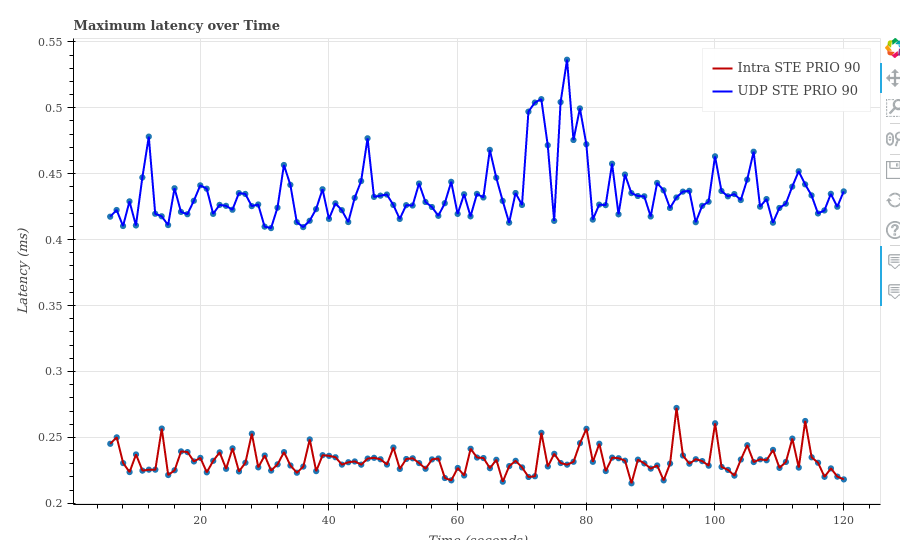 Maximum latency over Time
0.55
0.5
0.45
0.4
0.35
0.3
0.25
0.2
Latency (ms)
Intra STE PRIO 90
UDP STE PRIO 90
20 40 60 80 100 120
Time (seconds)